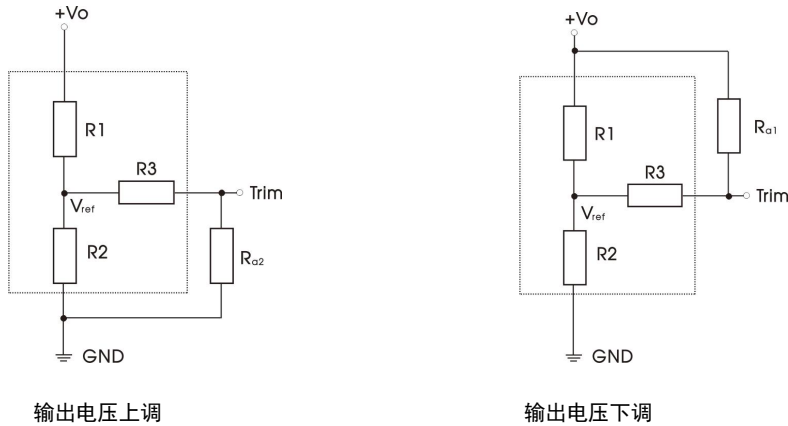 +Vo
R1
R3
Trim
Vref
R2
Ra2
GND
输出电压上调
+Vo
R1
Ra1
R3
Trim
Vref
R2
GND
输出电压下调